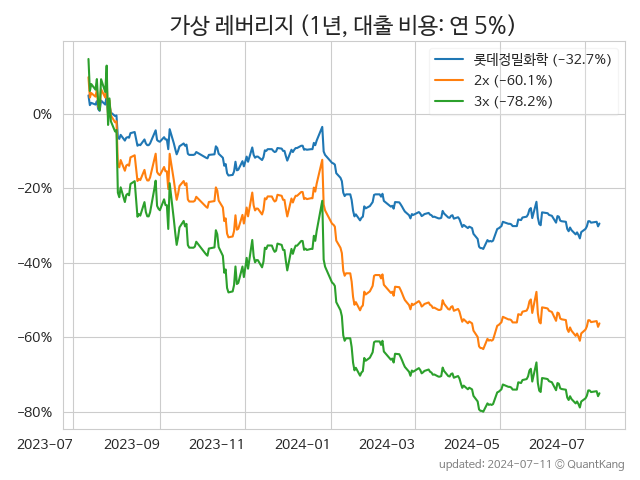 가상 레버리지 (1년, 대출 비용: 연 5%)
롯데정밀화학 (−32.7%)
2x (−60.1%)
3x (−78.2%)
0%
−20%
−40%
−60%
−80%
2023-07 2023-09 2023-11 2024-01 2024-03 2024-05 2024-07
updated: 2024-07-11 © QuantKang